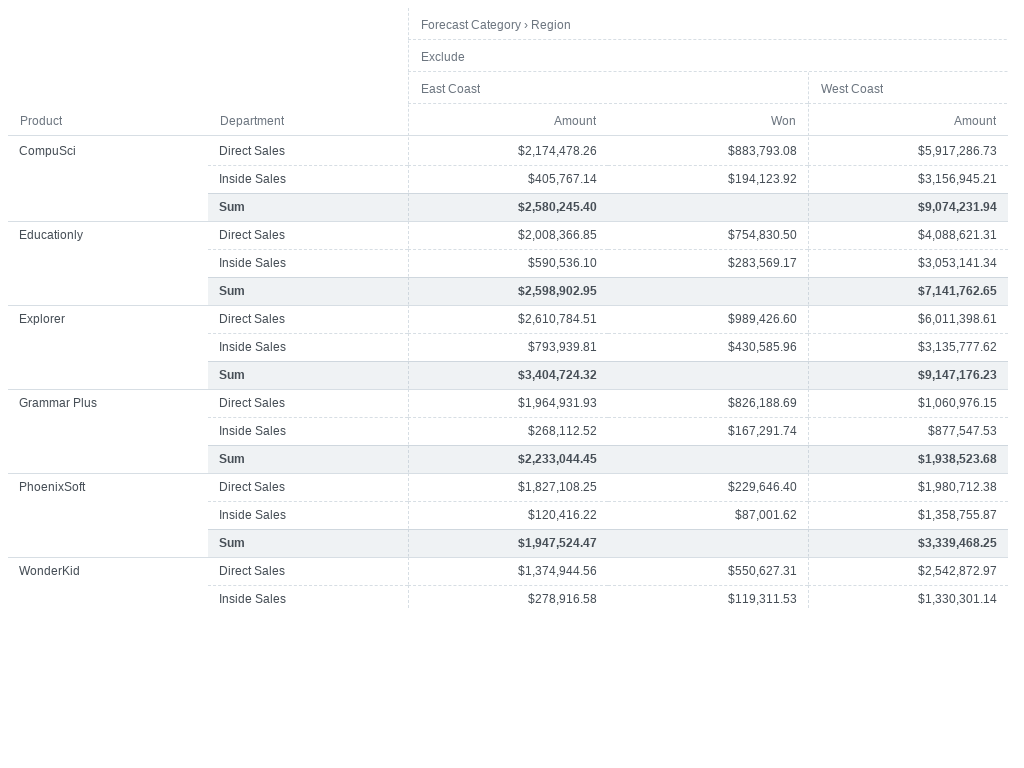 Forecast Category › Region
Exclude
East Coast West Coast
Product Department Amount Won Amount
CompuSci Direct Sales $2,174,478.26 $883,793.08 $5,917,286.73
Inside Sales $405,767.14 $194,123.92 $3,156,945.21
Sum $2,580,245.40 $9,074,231.94
Educationly Direct Sales $2,008,366.85 $754,830.50 $4,088,621.31
Inside Sales $590,536.10 $283,569.17 $3,053,141.34
Sum $2,598,902.95 $7,141,762.65
Explorer Direct Sales $2,610,784.51 $989,426.60 $6,011,398.61
Inside Sales $793,939.81 $430,585.96 $3,135,777.62
Sum $3,404,724.32 $9,147,176.23
Grammar Plus Direct Sales $1,964,931.93 $826,188.69 $1,060,976.15
Inside Sales $268,112.52 $167,291.74 $877,547.53
Sum $2,233,044.45 $1,938,523.68
PhoenixSoft Direct Sales $1,827,108.25 $229,646.40 $1,980,712.38
Inside Sales $120,416.22 $87,001.62 $1,358,755.87
Sum $1,947,524.47 $3,339,468.25
WonderKid Direct Sales $1,374,944.56 $550,627.31 $2,542,872.97
Inside Sales $278,916.58 $119,311.53 $1,330,301.14